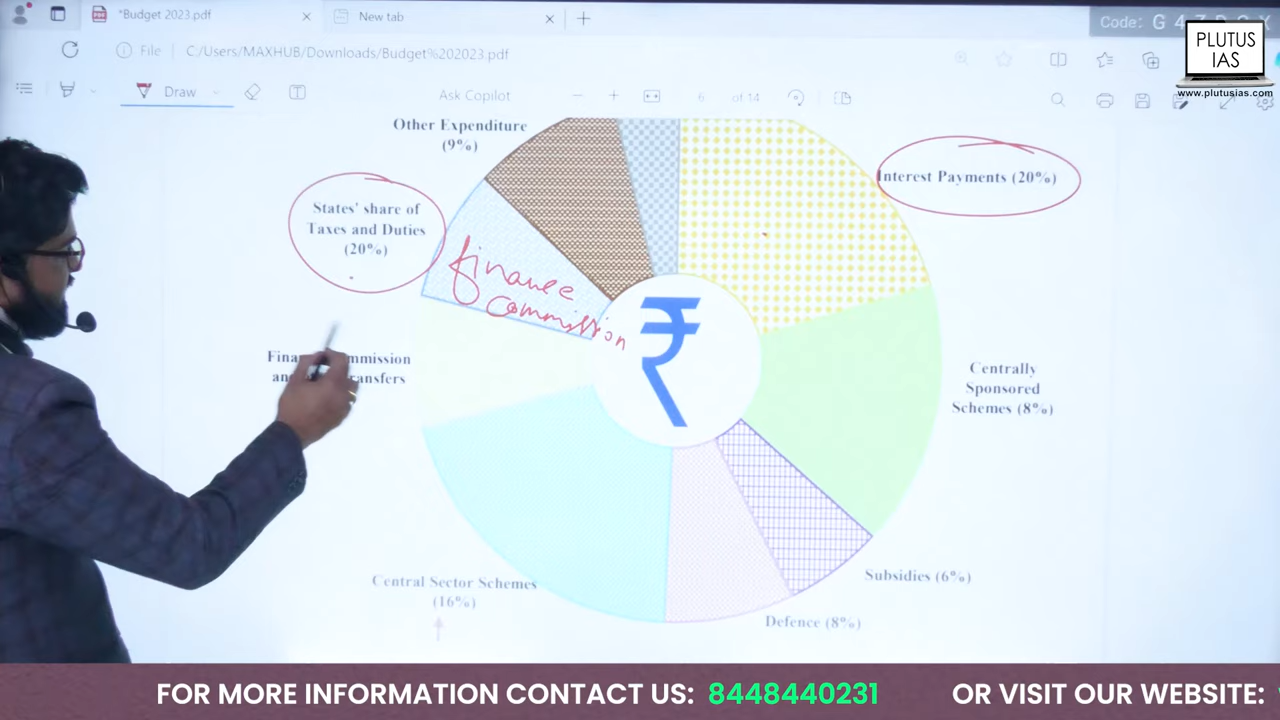 *Budget 2023.pdf
New tab
Code: G 4
PLUTUS
IAS
www.plutusias.com
File
C:/Users/MAXHUB/Downloads/Budget%202023.pdf
Draw
Ask Copilot
6 of 14
Other Expenditure
(9%)
Interest Payments (20%)
States' share of
Taxes and Duties
(20%)
finance
commission
₹
Centrally
Sponsored
Schemes (8%)
Central Sector Schemes
(16%)
Subsidies (6%)
Defence (8%)
FOR MORE INFORMATION CONTACT US: 8448440231 OR VISIT OUR WEBSITE: